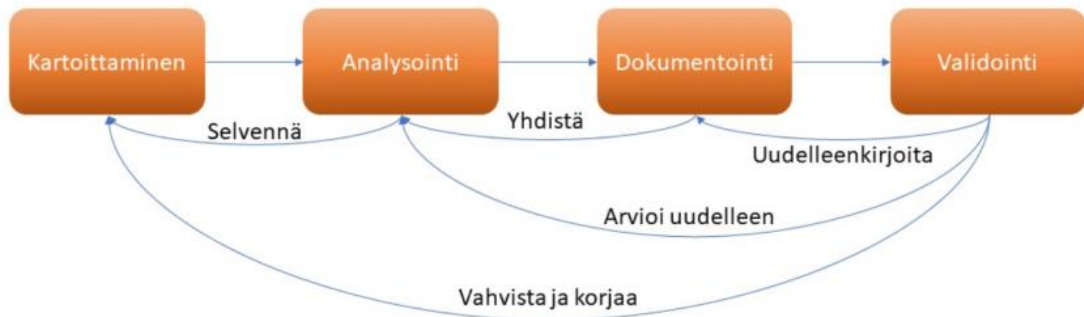 Kartoittaminen
Analysointi
Dokumentointi
Validointi
Selvennä
Yhdistä
Uudelleenkirjoita
Arvioi uudelleen
Vahvista ja korjaa